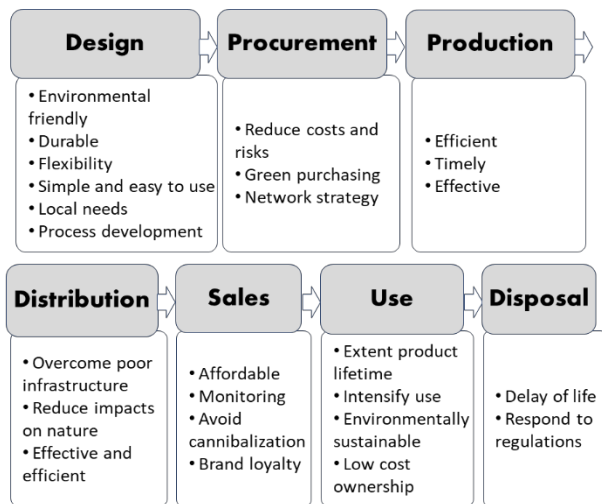 Design
Procurement
Production
• Environmental
friendly
• Durable
• Flexibility
• Simple and easy to use
• Local needs
• Process development
• Reduce costs and
risks
• Green purchasing
• Network strategy
• Efficient
• Timely
• Effective
Distribution
Sales
Use
Disposal
• Overcome poor
infrastructure
• Reduce impacts
on nature
• Effective and
efficient
• Affordable
• Monitoring
• Avoid
cannibalization
• Brand loyalty
• Extent product
lifetime
• Intensify use
• Environmentally
sustainable
• Low cost
ownership
• Delay of life
• Respond to
regulations